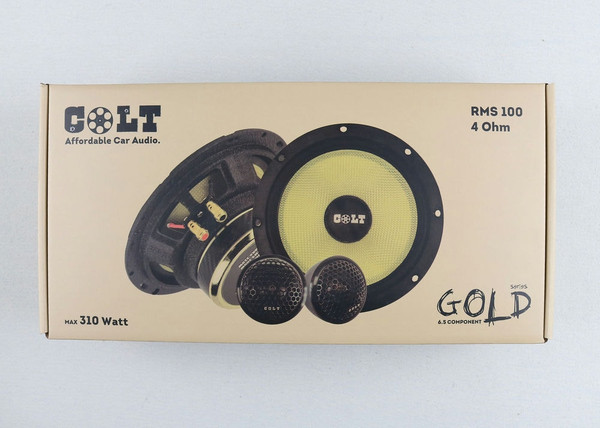 COLT
Affordable Car Audio.
RMS 100
4 Ohm
COLT
COLT
MAX 310 Watt
series
GOLD
6.5 COMPONENT